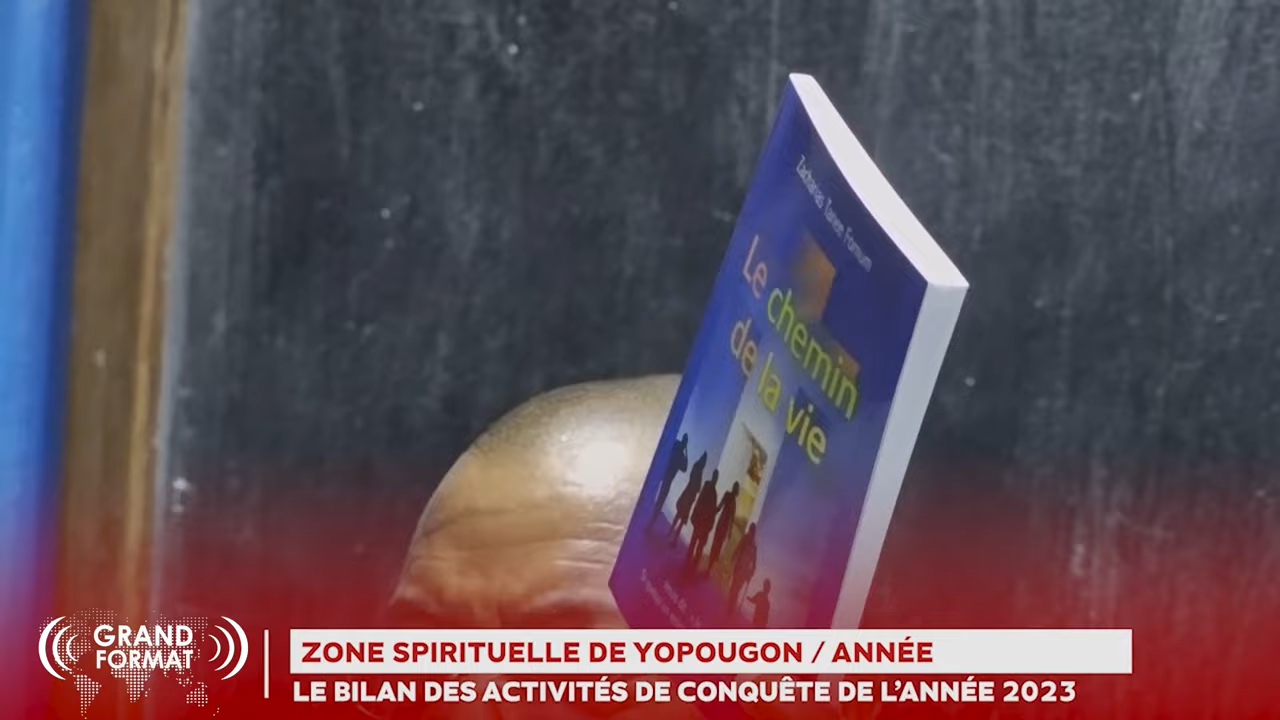 Zacharias Tanee Fomum
Le chemin
de la vie
GRAND
FORMAT
ZONE SPIRITUELLE DE YOPOUGON / ANNÉE
LE BILAN DES ACTIVITÉS DE CONQUÊTE DE L'ANNÉE 2023